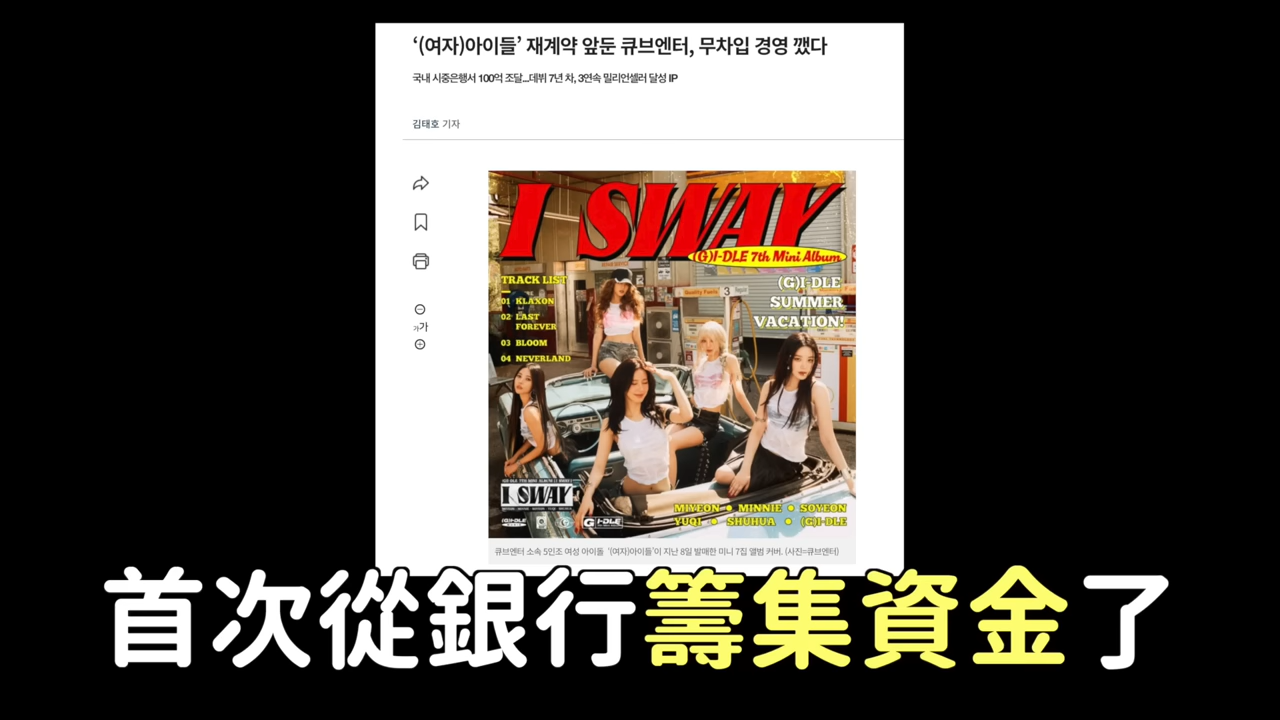 ‘(여자)아이들’ 재계약 앞둔 큐브엔터, 무차입 경영 깼다
국내 시중은행서 100억 조달...데뷔 7년 차, 3연속 밀리언셀러 달성 IP
김태호 기자
가가
I SWAY
(G)I-DLE 7th Mini Album
TRACK LIST
01 KLAXON
02 LAST
FOREVER
03 BLOOM
04 NEVERLAND
(G)I-DLE
SUMMER
VACATION!
3
I SWAY
(G)I-DLE
G I-DLE
MIYEON ● MINNIE ● SOYEON
YUQI ● SHUHUA ● (G)I-DLE
큐브엔터 소속 5인조 여성 아이돌 ‘(여자)아이들’이 지난 8일 발매한 미니 7집 앨범 커버. (사진=큐브엔터)
首次從銀行籌集資金了